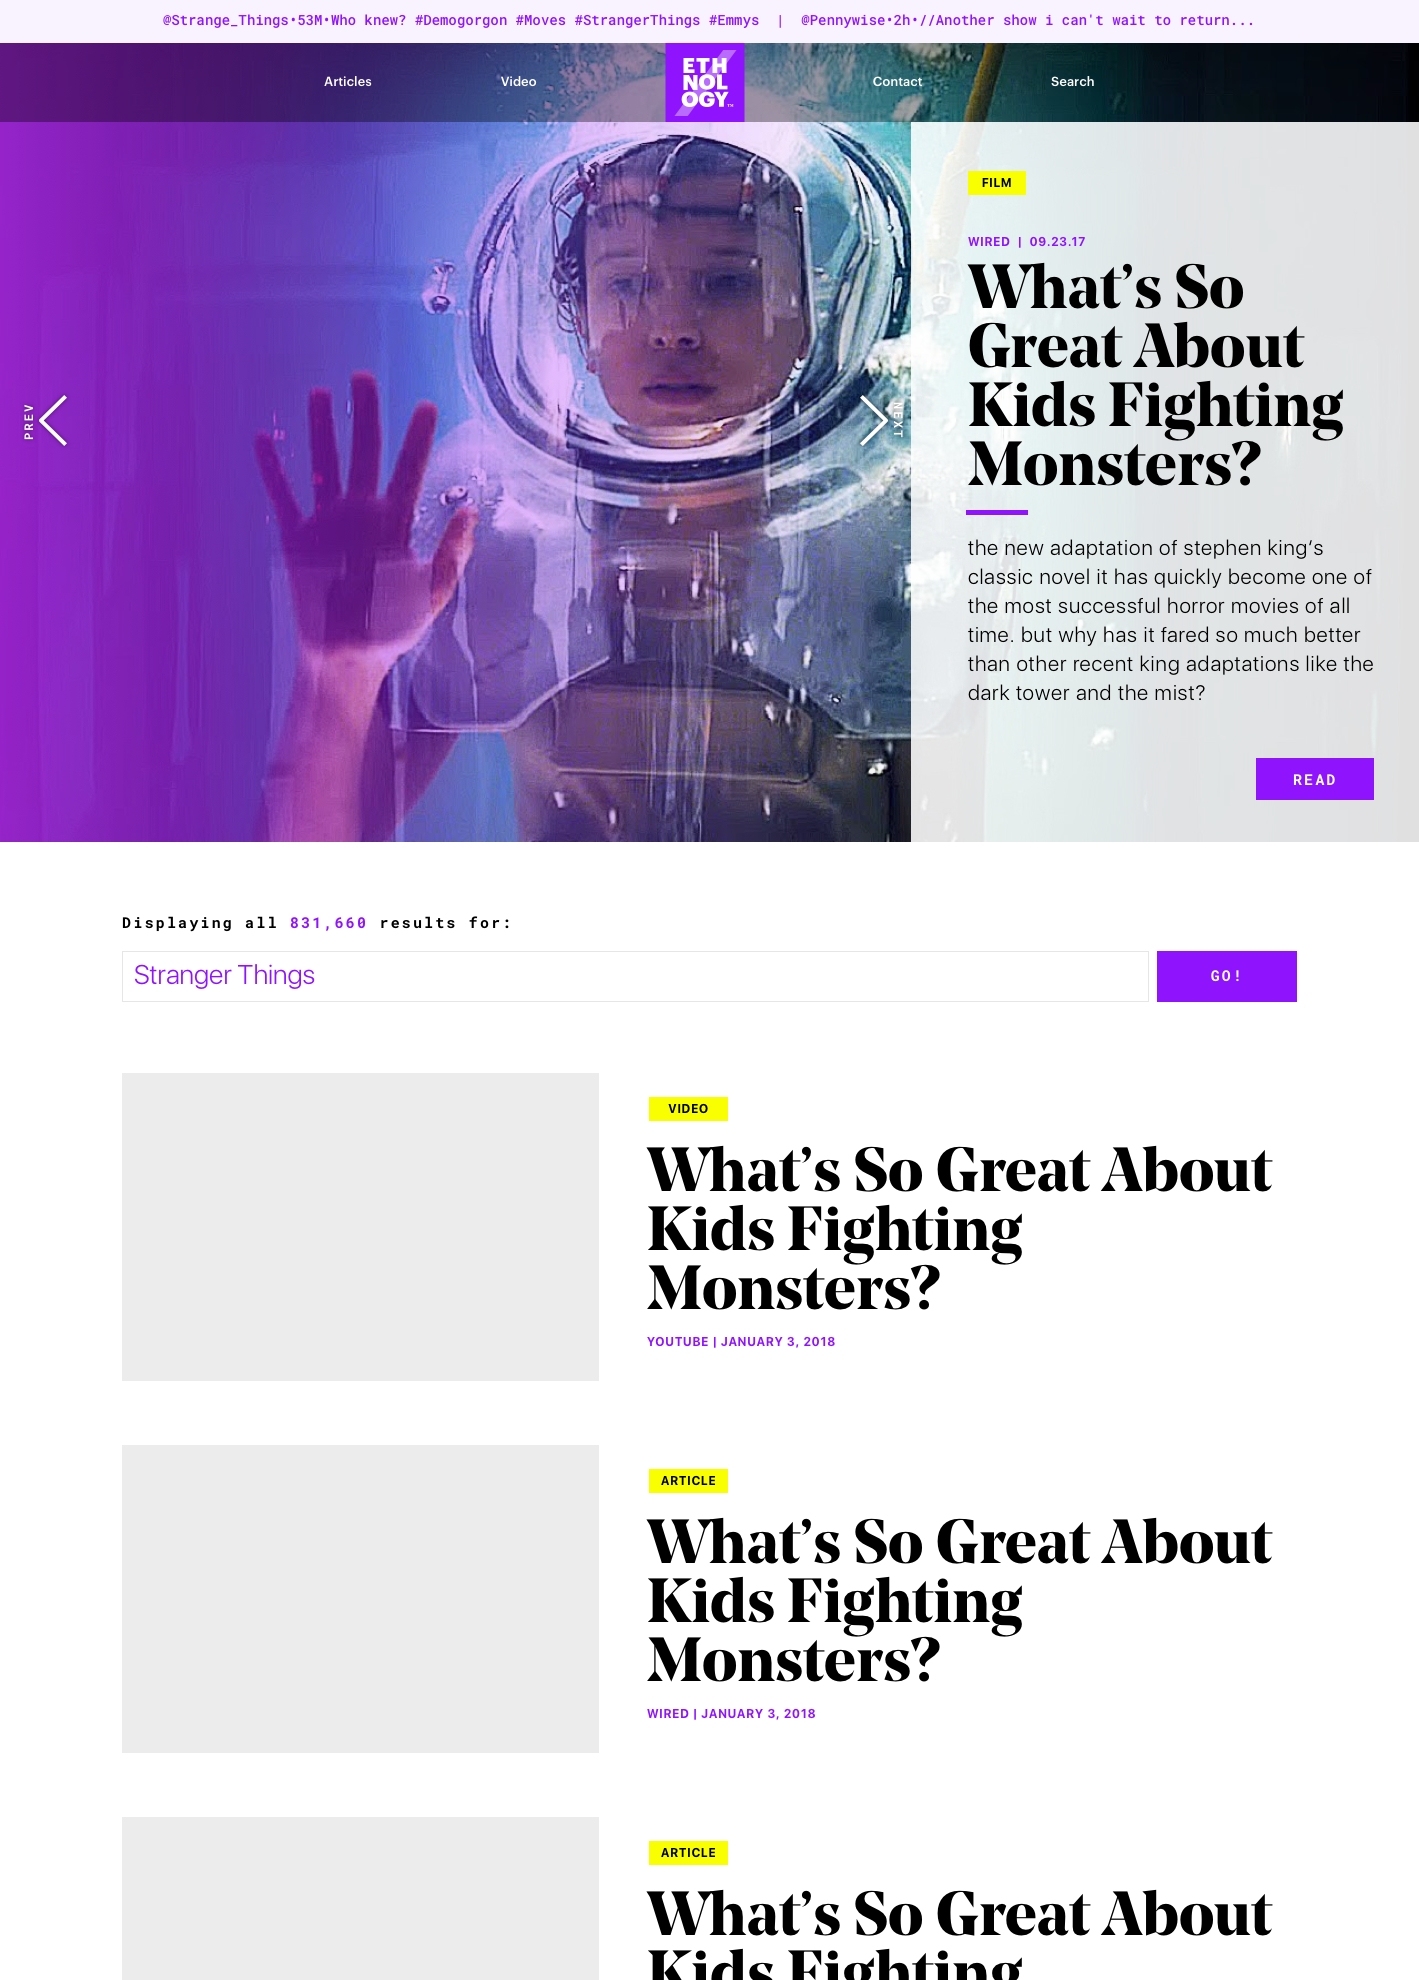 @Strange_Things•53M•Who knew? #Demogorgon #Moves #StrangerThings #Emmys | @Pennywise•2h•//Another show i can't wait to return...
Articles Video Contact Search
ETH
NOL
OGY™
FILM
WIRED | 09.23.17
What’s So
Great About
Kids Fighting
Monsters?
PREV
NEXT
the new adaptation of stephen king’s
classic novel it has quickly become one of
the most successful horror movies of all
time. but why has it fared so much better
than other recent king adaptations like the
dark tower and the mist?
READ
Displaying all 831,660 results for:
Stranger Things
GO!
VIDEO
What’s So Great About
Kids Fighting
Monsters?
YOUTUBE | JANUARY 3, 2018
ARTICLE
What’s So Great About
Kids Fighting
Monsters?
WIRED | JANUARY 3, 2018
ARTICLE
What’s So Great About
Kids Fighting